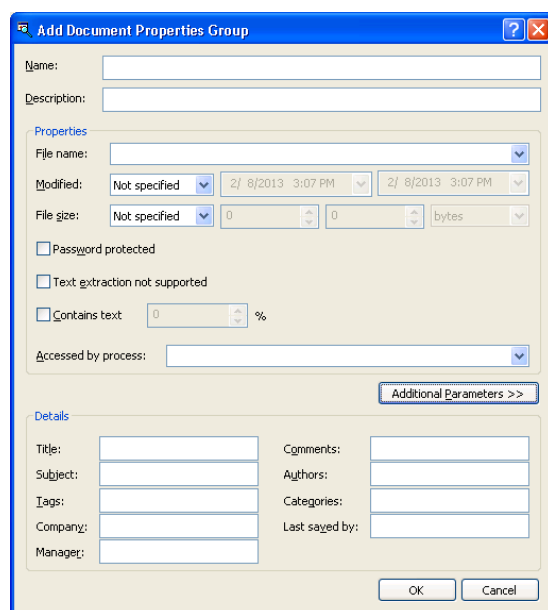 Add Document Properties Group
Name:
Description:
Properties
File name:
Modified: Not specified 2/ 8/2013 3:07 PM 2/ 8/2013 3:07 PM
File size: Not specified 0 0 bytes
Password protected
Text extraction not supported
Contains text 0 %
Accessed by process:
Additional Parameters >>
Details
Title: Comments:
Subject: Authors:
Tags: Categories:
Company: Last saved by:
Manager:
OK Cancel